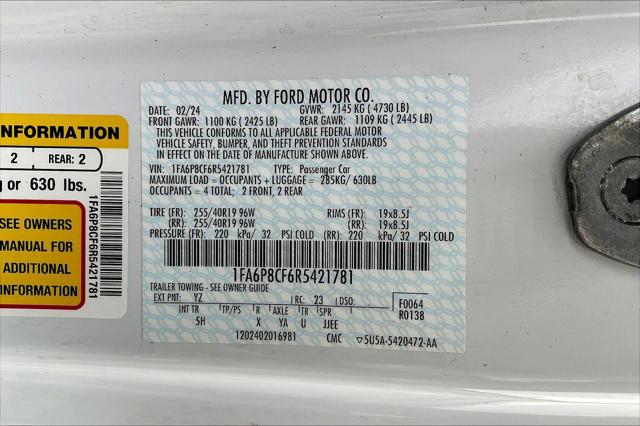 INFORMATION
2 REAR: 2
g or 630 lbs.
SEE OWNERS
MANUAL FOR
ADDITIONAL
INFORMATION
1FA6P8CF6R5421781
MFD. BY FORD MOTOR CO.
DATE: 02/24 GVWR: 2145 KG ( 4730 LB)
FRONT GAWR: 1100 KG ( 2425 LB) REAR GAWR: 1109 KG ( 2445 LB)
THIS VEHICLE CONFORMS TO ALL APPLICABLE FEDERAL MOTOR
VEHICLE SAFETY, BUMPER, AND THEFT PREVENTION STANDARDS
IN EFFECT ON THE DATE OF MANUFACTURE SHOWN ABOVE.
VIN: 1FA6P8CF6R5421781 TYPE: Passenger Car
MAXIMUM LOAD = OCCUPANTS + LUGGAGE = 285KG/ 630LB
OCCUPANTS = 4 TOTAL; 2 FRONT, 2 REAR
TIRE (FR): 255/40R19 96W RIMS (FR): 19x8.5J
(RR): 255/40R19 96W (RR): 19x8.5J
PRESSURE (FR): 220 kPa/ 32 PSI COLD (RR): 220 kPa/ 32 PSI COLD
1FA6P8CF6R5421781
TRAILER TOWING - SEE OWNER GUIDE
EXT PNT: YZ RC: 23 DSO: F0064
INT TR TP/PS R AXLE TR SPR R0138
SH X YA U JJEE
1202402016981 CMC ▽5U5A-5420472-AA